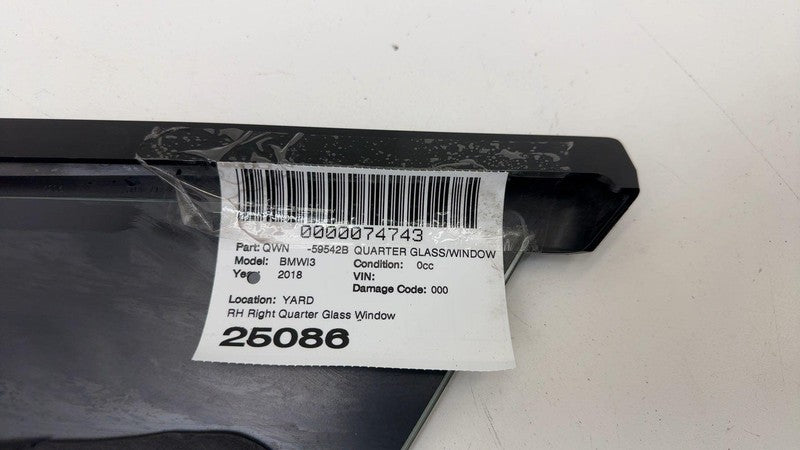 0000074743
Part: QWN -59542B QUARTER GLASS/WINDOW
Model: BMWI3 Condition: 0cc
Year: 2018 VIN:
Damage Code: 000
Location: YARD
RH Right Quarter Glass Window
25086